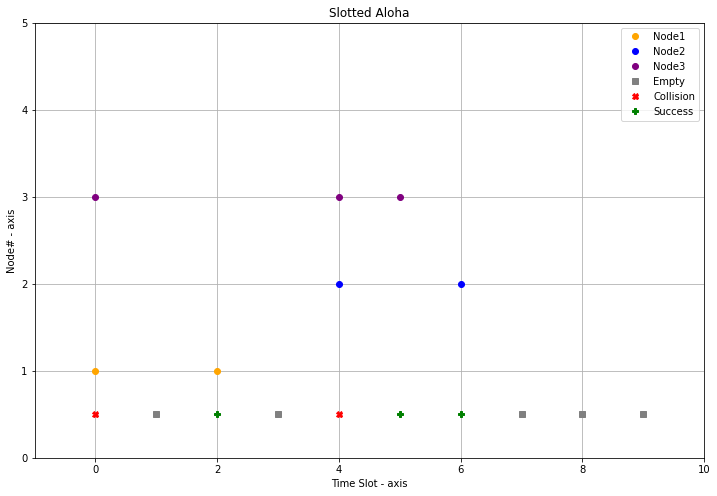 Slotted Aloha
Node1
Node2
Node3
Empty
Collision
Success
5
4
3
2
1
0
Node# - axis
0 2 4 6 8 10
Time Slot - axis